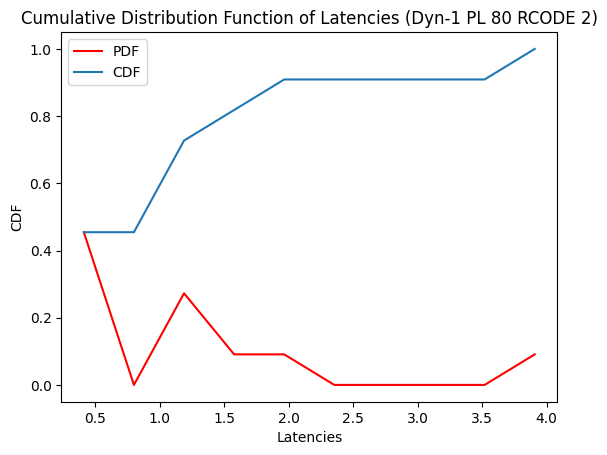 Cumulative Distribution Function of Latencies (Dyn-1 PL 80 RCODE 2)
PDF
CDF
1.0
0.8
0.6
0.4
0.2
0.0
CDF
0.5 1.0 1.5 2.0 2.5 3.0 3.5 4.0
Latencies